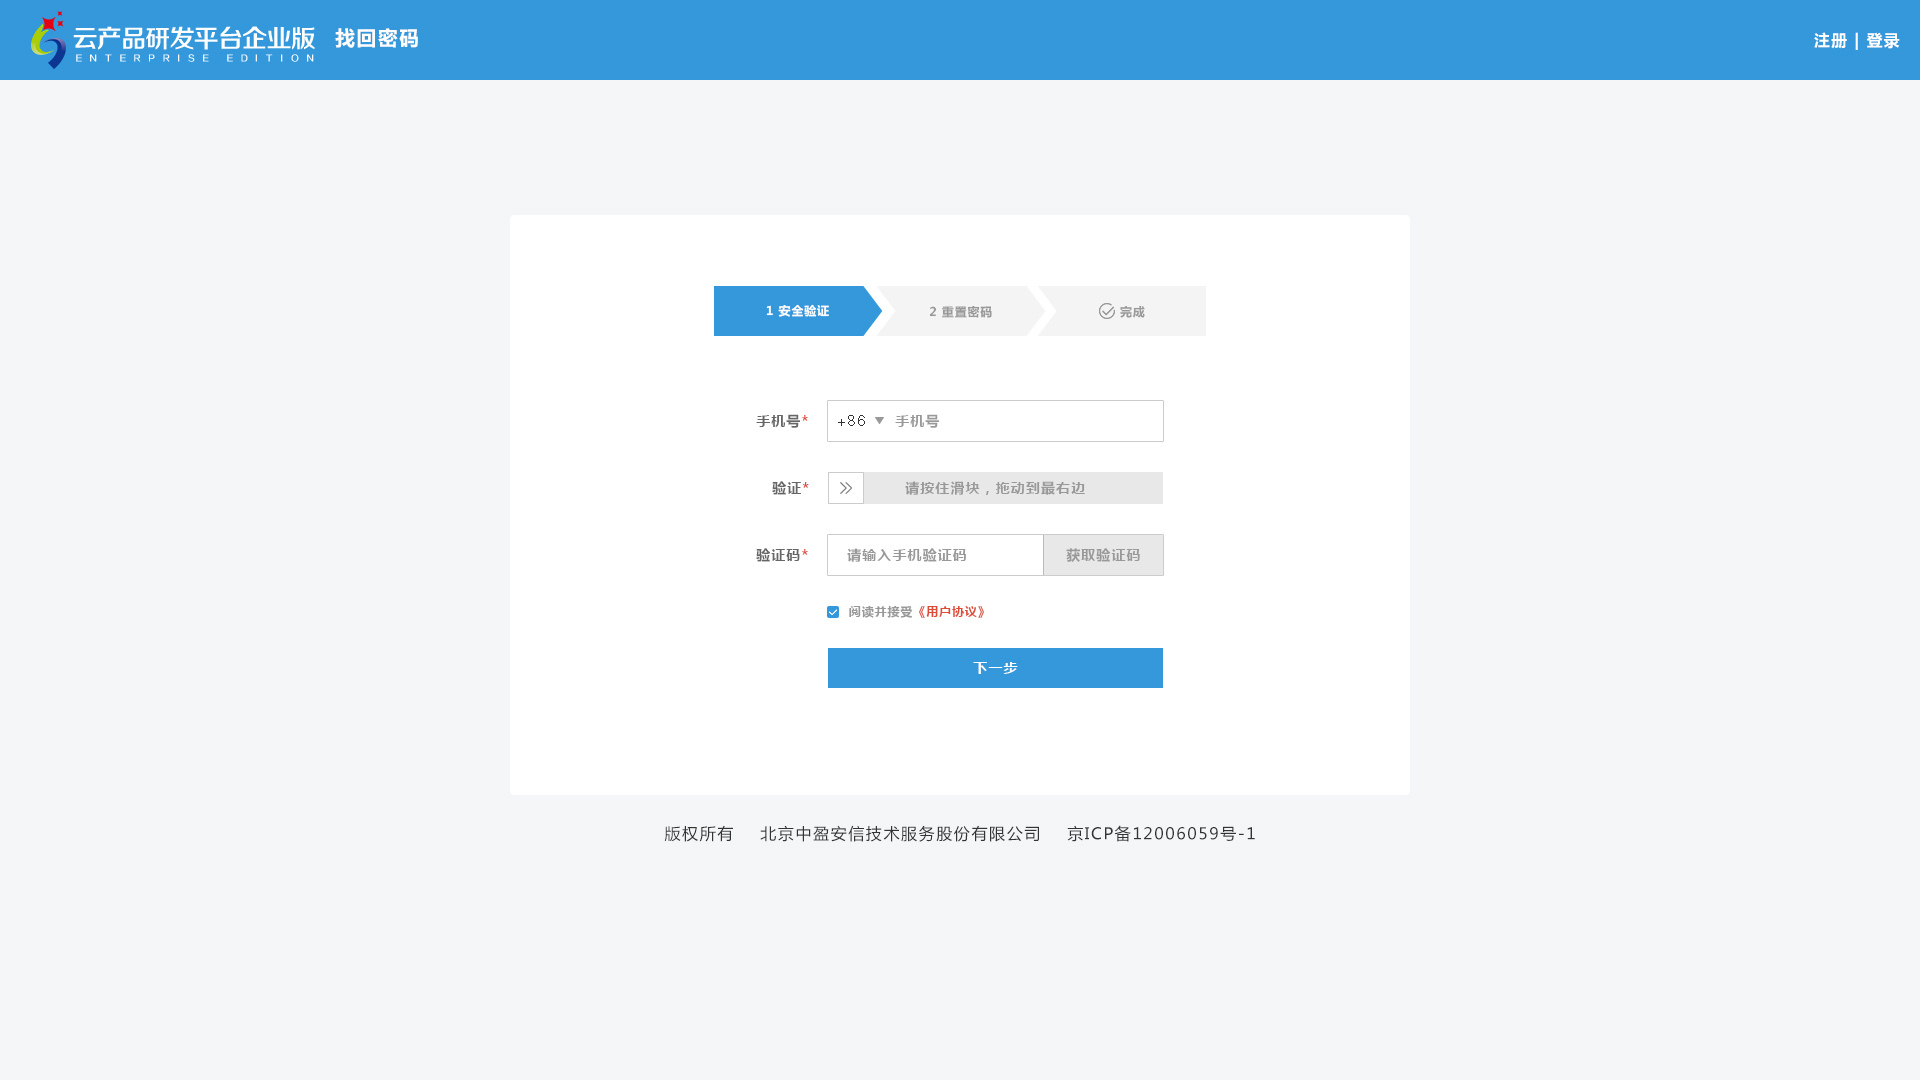 云产品研发平台企业版 找回密码
ENTERPRISE EDITION
注册 | 登录
1 安全验证
2 重置密码
完成
手机号* +86 手机号
验证* 请按住滑块，拖动到最右边
验证码* 请输入手机验证码 获取验证码
阅读并接受《用户协议》
下一步
版权所有 北京中盈安信技术服务股份有限公司 京ICP备12006059号-1